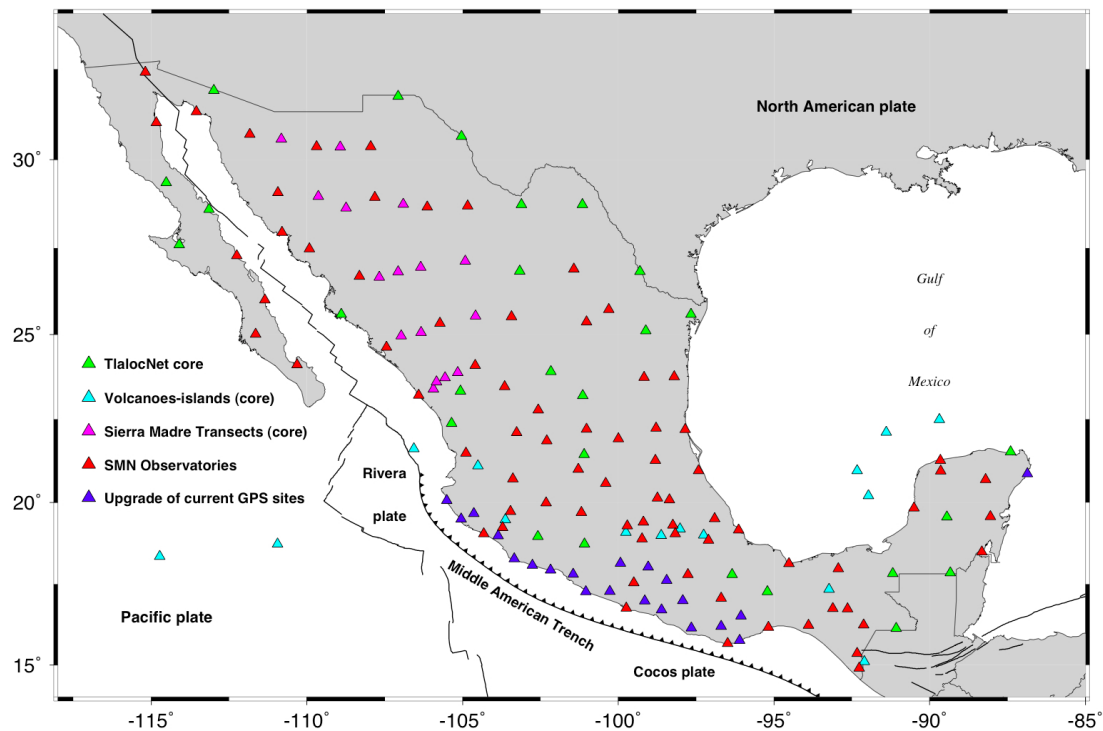 North American plate
30°
Gulf
of
Mexico
25°
TlalocNet core
Volcanoes-islands (core)
Sierra Madre Transects (core)
SMN Observatories
Upgrade of current GPS sites
Rivera
plate
20°
Middle American Trench
Pacific plate
Cocos plate
15°
-115° -110° -105° -100° -95° -90° -85°